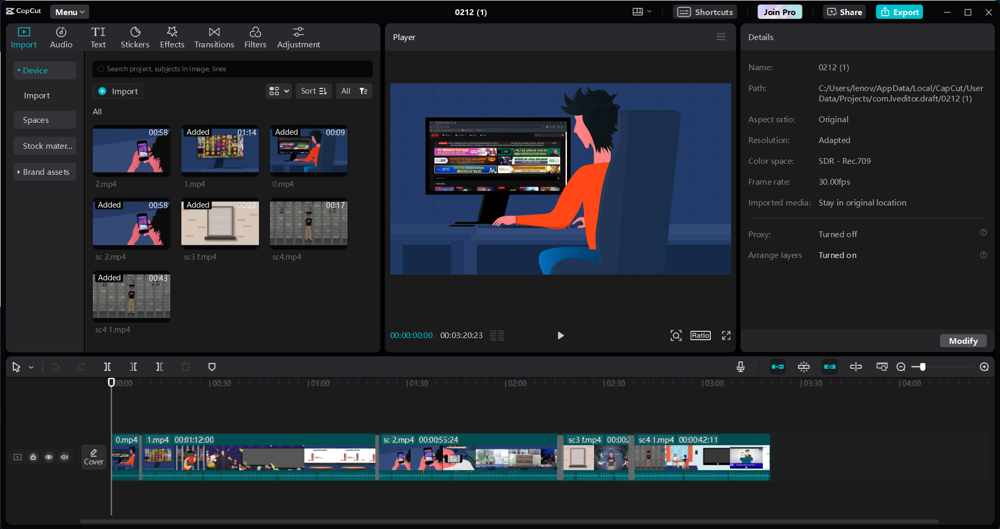 CapCut
Menu
0212 (1)
Shortcuts
Join Pro
Share
Export
Import
Audio
TI
Text
Stickers
Effects
Transitions
Filters
Adjustment
Device
Import
Spaces
Stock mater...
Brand assets
Search project, subjects in image, lines
Import
Sort
All
All
00:58
2.mp4
Added
01:14
1.mp4
Added
00:09
0.mp4
Added
00:58
sc 2.mp4
Added
00:22
sc3 f.mp4
00:17
sc4.mp4
Added
00:43
sc4 1.mp4
Player
00:00:00:00
00:03:20:23
Ratio
Details
Name:
0212 (1)
Path:
C:/Users/lenov/AppData/Local/CapCut/User
Data/Projects/com.lveditor.draft/0212 (1)
Aspect ratio:
Original
Resolution:
Adapted
Color space:
SDR - Rec.709
Frame rate:
30.00fps
Imported media:
Stay in original location
Proxy:
Turned off
Arrange layers
Turned on
Modify
00:00
00:30
01:00
01:30
02:00
02:30
03:00
03:30
04:00
Cover
0.mp4
1.mp4 00:01:12:00
sc 2.mp4 00:00:55:24
sc3 f.mp4 00:00:2
sc4 1.mp4 00:00:42:11